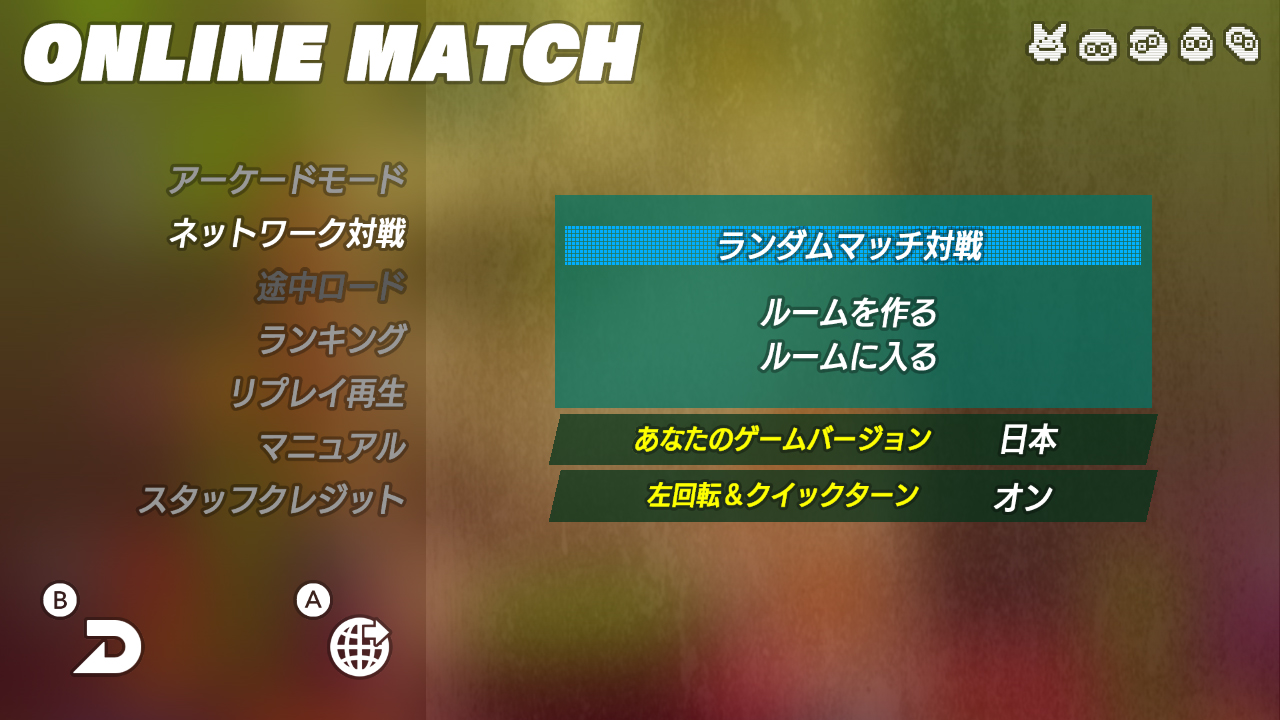 ONLINE MATCH
アーケードモード
ネットワーク対戦
途中ロード
ランキング
リプレイ再生
マニュアル
スタッフクレジット
ランダムマッチ対戦
ルームを作る
ルームに入る
あなたのゲームバージョン 日本
左回転&クイックターン オン
B
A